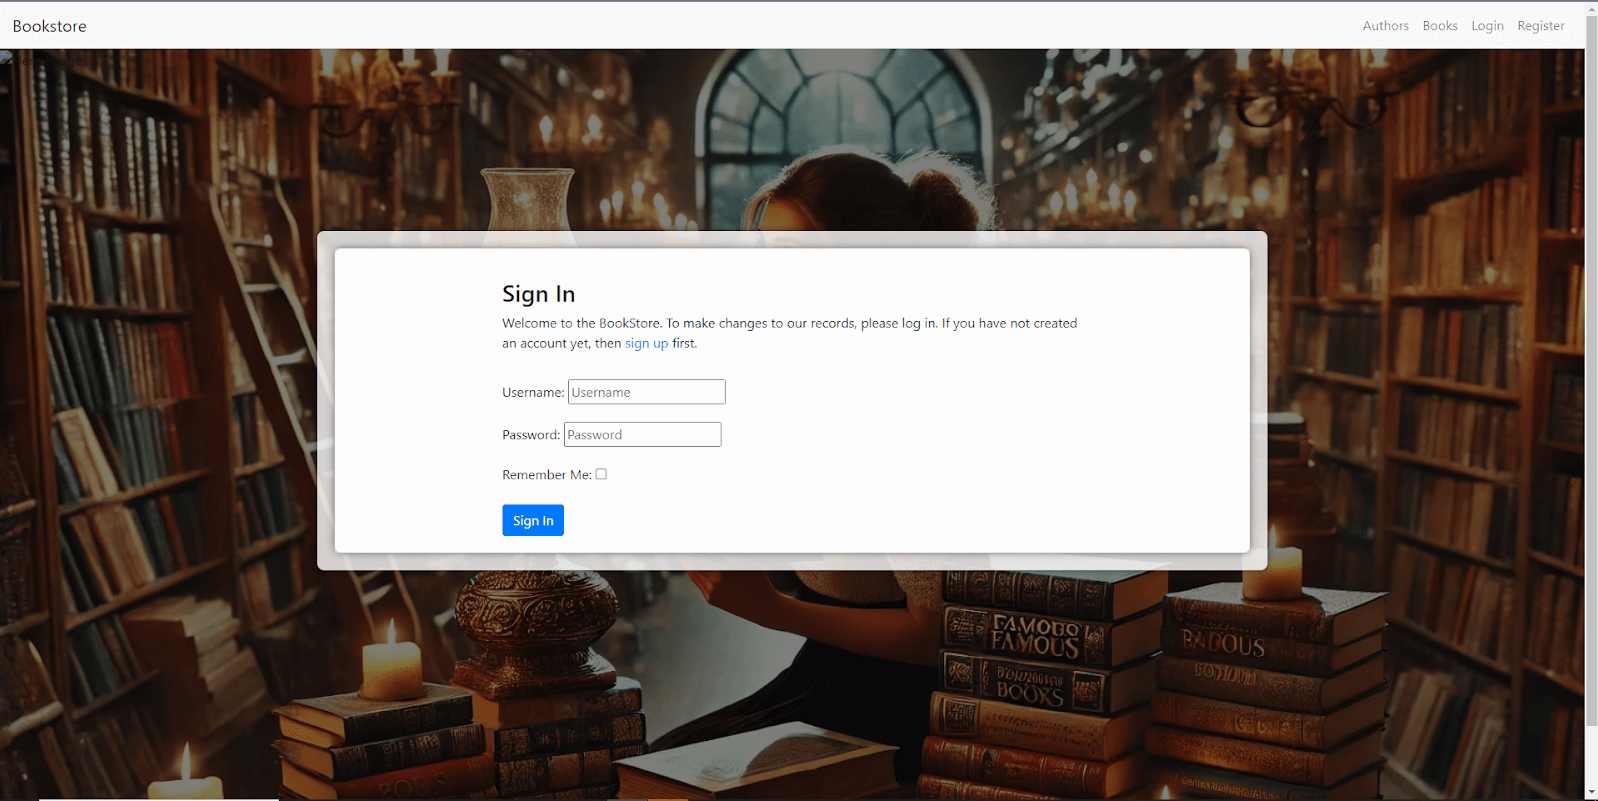 Bookstore
Authors Books Login Register
Sign In
Welcome to the BookStore. To make changes to our records, please log in. If you have not created
an account yet, then sign up first.
Username: Username
Password: Password
Remember Me:
Sign In
FAMOUS
FAMOUS
BOOKS